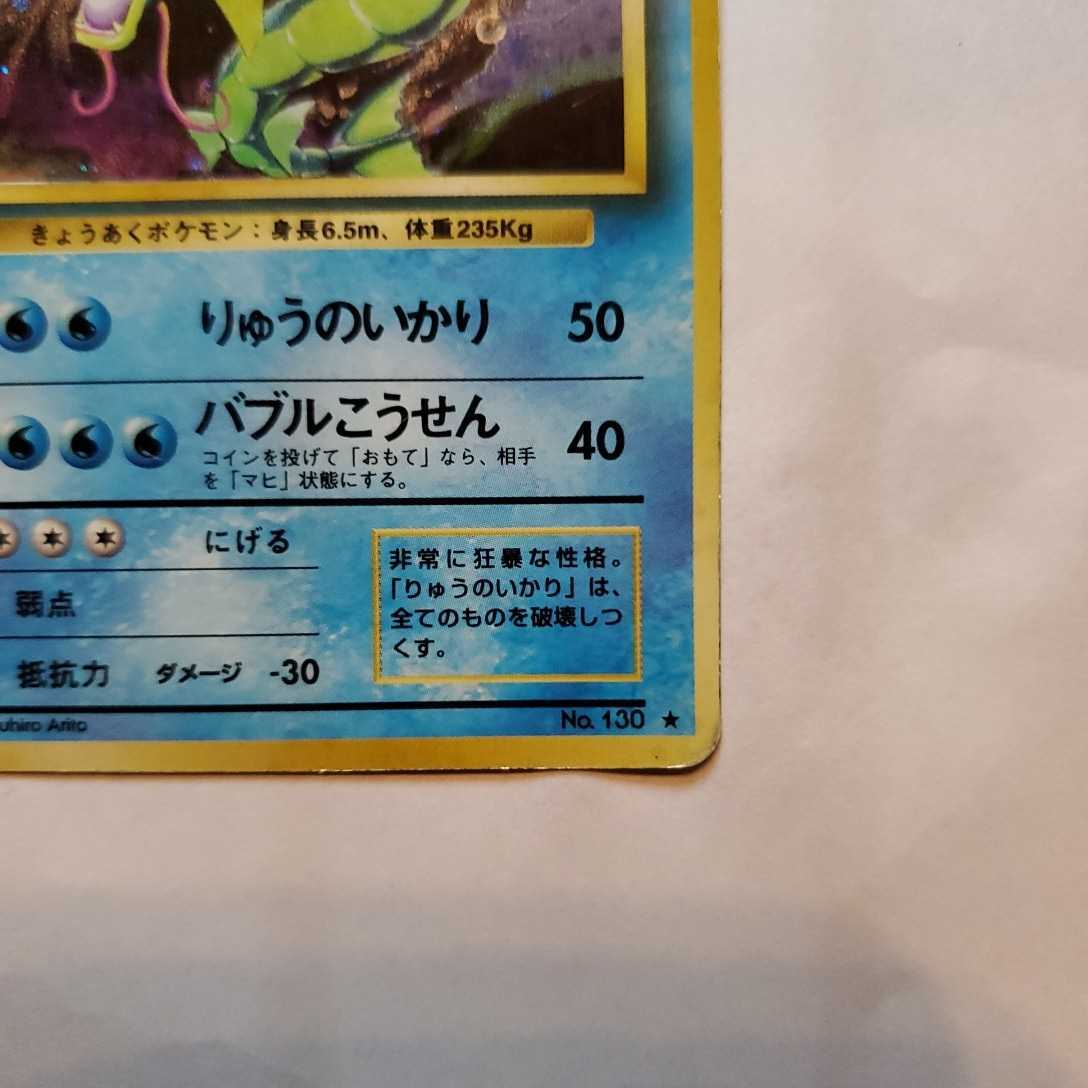 きょうあくポケモン：身長6.5m、体重235Kg
りゅうのいかり 50
バブルこうせん 40
コインを投げて「おもて」なら、相手
を「マヒ」状態にする。
にげる
弱点
抵抗力 ダメージ -30
非常に狂暴な性格。
「りゅうのいかり」は、
全てのものを破壊しつ
くす。
uhiro Arito
No. 130 ★